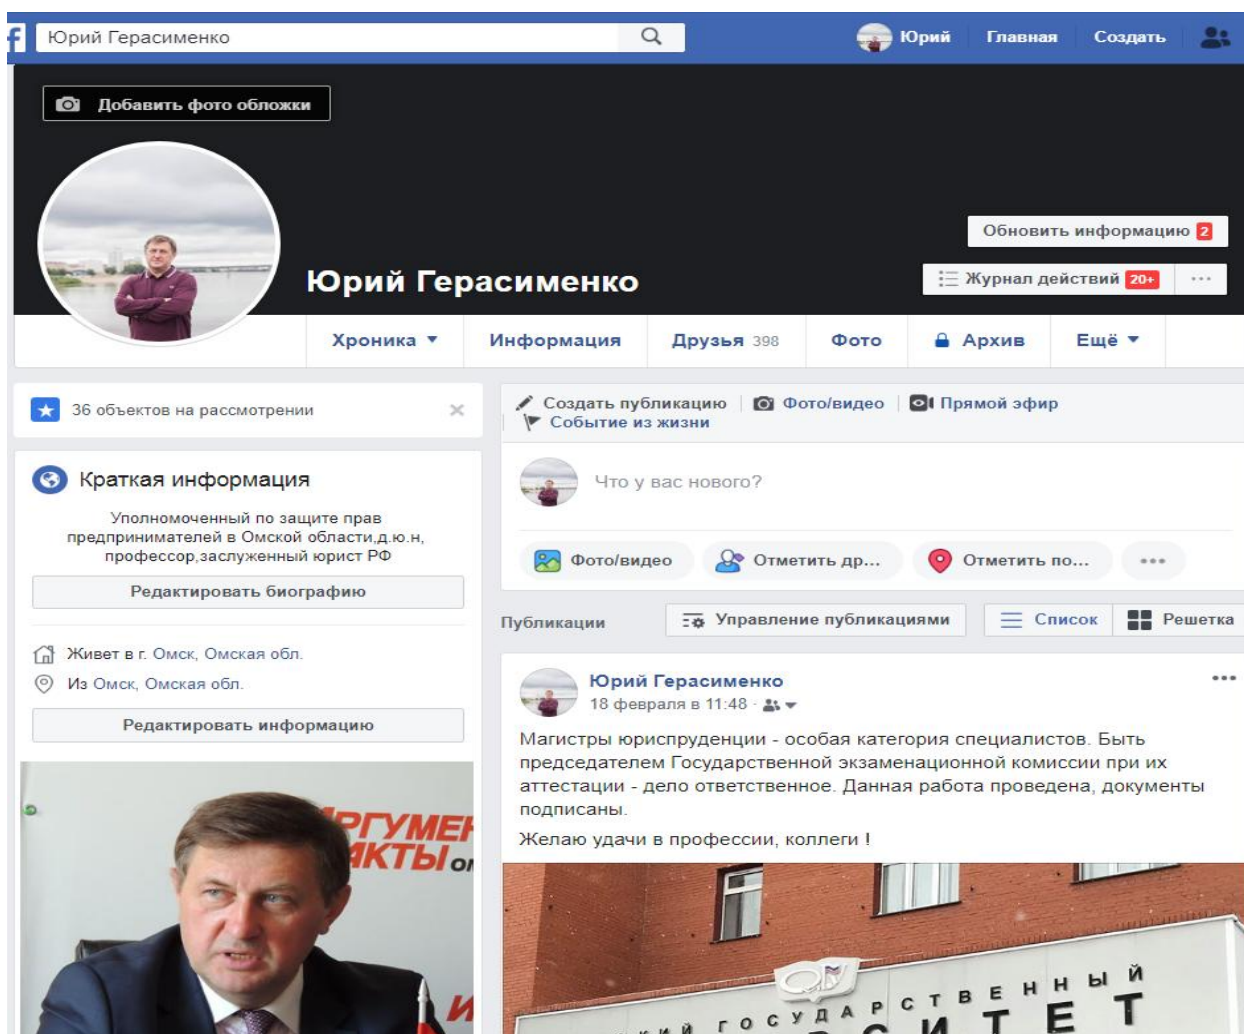 f Юрий Герасименко Юрий Главная Создать
Добавить фото обложки
Обновить информацию 2
Юрий Герасименко
Журнал действий 20+ ...
Хроника Информация Друзья 398 Фото Архив Ещё
36 объектов на рассмотрении
Краткая информация
Уполномоченный по защите прав
предпринимателей в Омской области,д.ю.н,
профессор,заслуженный юрист РФ
Редактировать биографию
Живет в г. Омск, Омская обл.
Из Омск, Омская обл.
Редактировать информацию
АКТЫ
Создать публикацию Фото/видео Прямой эфир
Событие из жизни
Что у вас нового?
Фото/видео Отметить др... Отметить по... ...
Публикации Управление публикациями Список Решетка
Юрий Герасименко
18 февраля в 11:48 ·
Магистры юриспруденции - особая категория специалистов. Быть
председателем Государственной экзаменационной комиссии при их
аттестации - дело ответственное. Данная работа проведена, документы
подписаны.
Желаю удачи в профессии, коллеги !
ГОСУДАРСТВЕННЫЙ